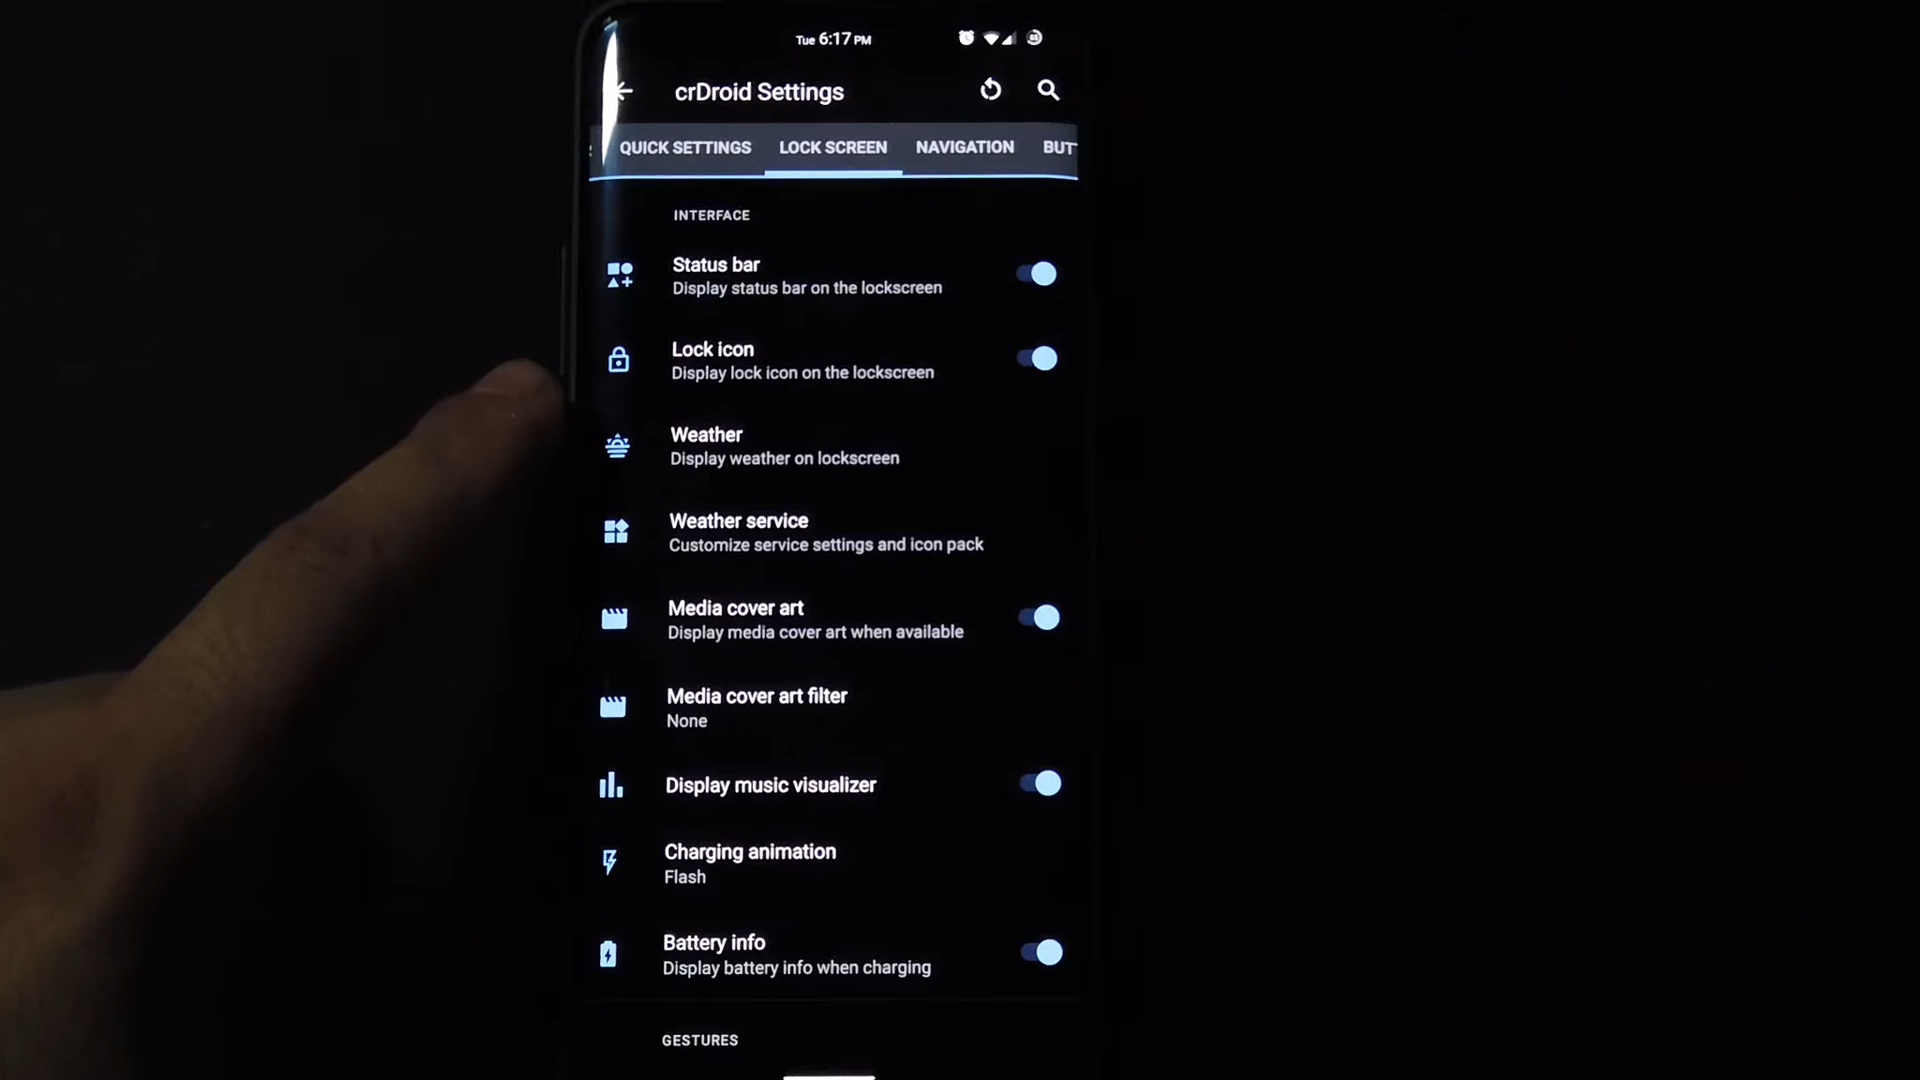 Tue 6:17 PM
crDroid Settings
QUICK SETTINGS
LOCK SCREEN
NAVIGATION
BUT
INTERFACE
Status bar
Display status bar on the lockscreen
Lock icon
Display lock icon on the lockscreen
Weather
Display weather on lockscreen
Weather service
Customize service settings and icon pack
Media cover art
Display media cover art when available
Media cover art filter
None
Display music visualizer
Charging animation
Flash
Battery info
Display battery info when charging
GESTURES